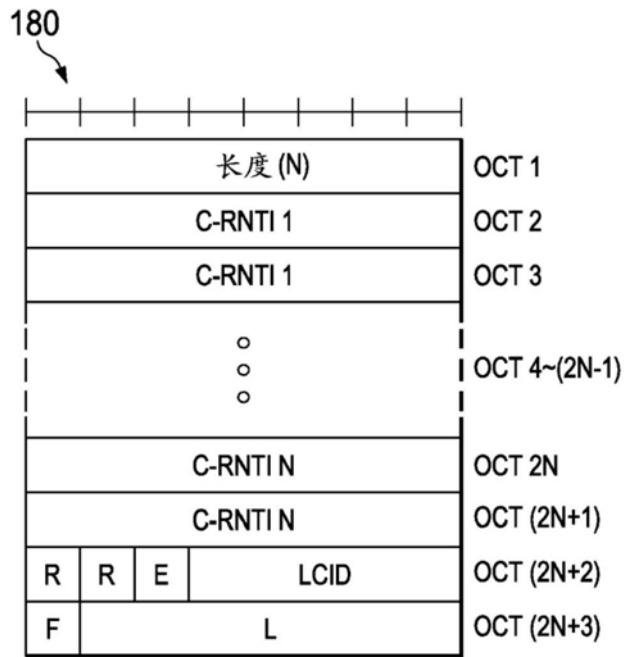 180
长度(N) OCT 1
C-RNTI 1 OCT 2
C-RNTI 1 OCT 3
OCT 4~(2N-1)
C-RNTI N OCT 2N
C-RNTI N OCT (2N+1)
R R E LCID OCT (2N+2)
F L OCT (2N+3)